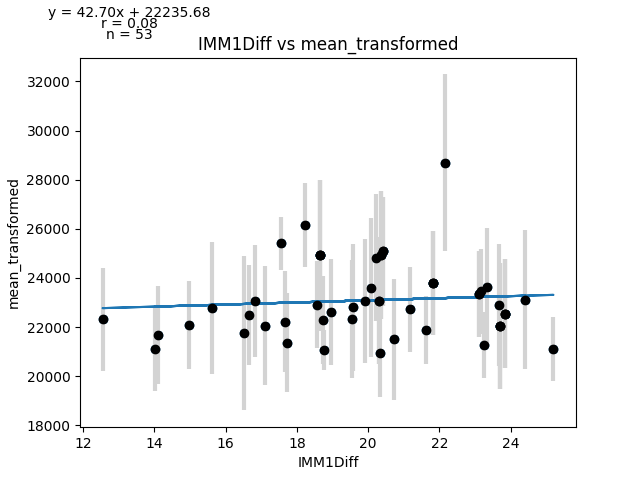 y = 42.70x + 22235.68
r = 0.08
n = 53
IMM1Diff vs mean_transformed
mean_transformed
32000
30000
28000
26000
24000
22000
20000
18000
12
14
16
18
20
22
24
IMM1Diff